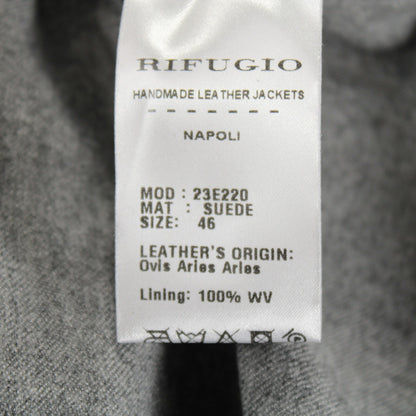 RIFUGIO
HANDMADE LEATHER JACKETS
- - - - - - -
NAPOLI
MOD : 23E220
MAT : SUEDE
SIZE: 46
LEATHER'S ORIGIN:
Ovis Aries Aries
Lining: 100% WV